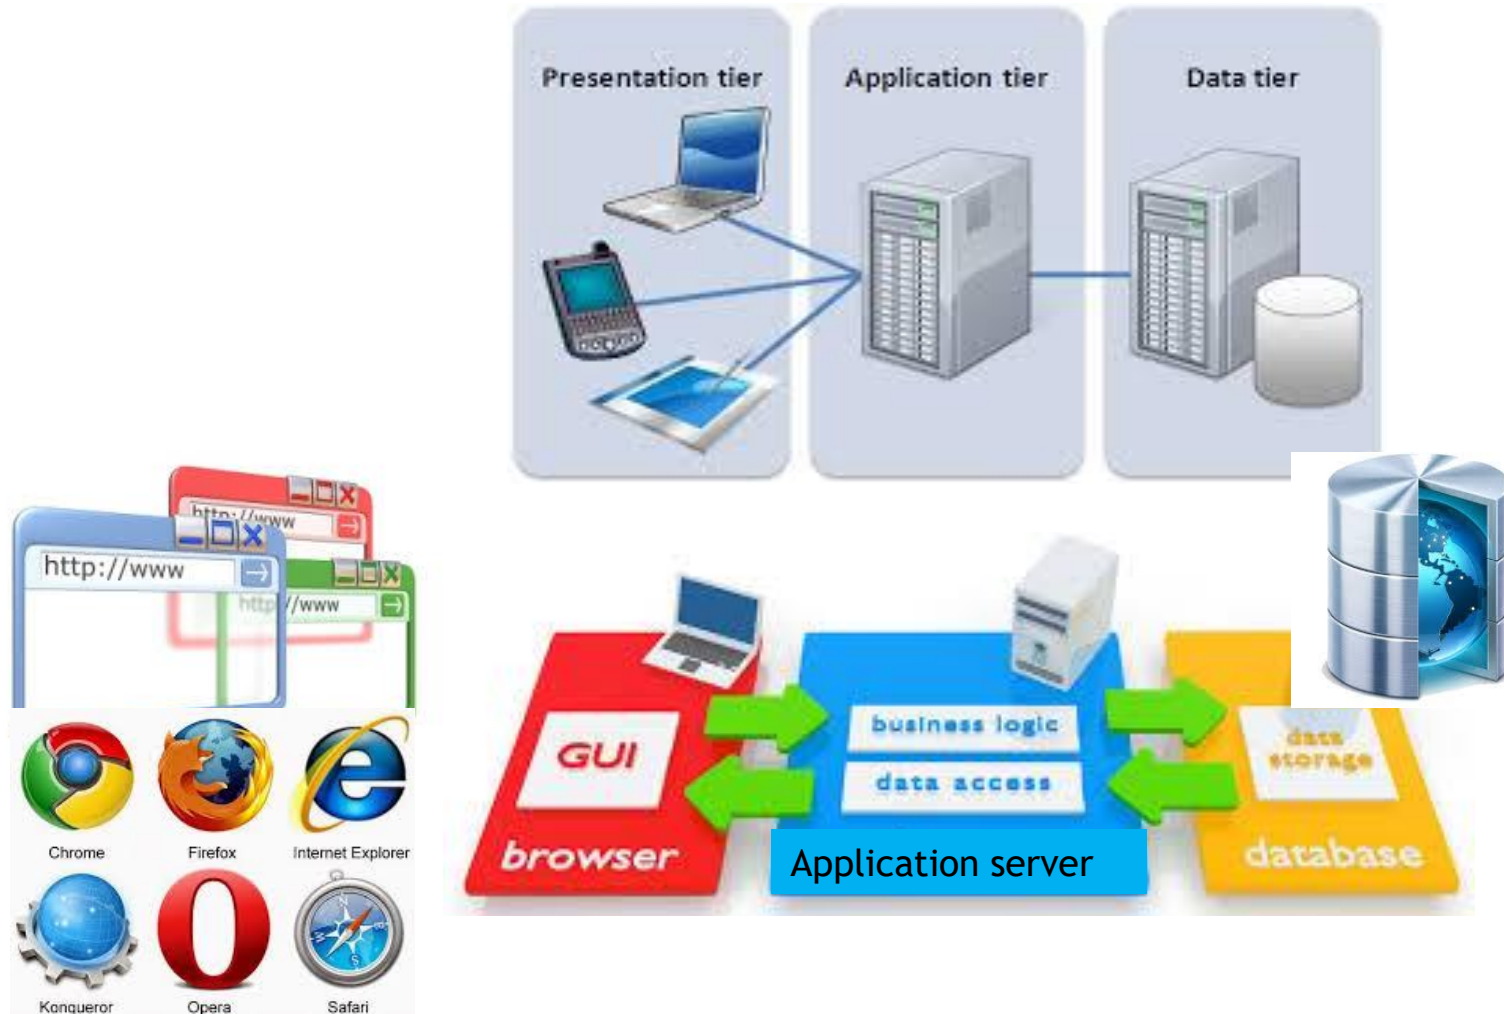 Presentation tier
Application tier
Data tier
http://www
http://www
http://www
GUI
browser
business logic
data access
Application server
data
storage
database
Chrome
Firefox
Internet Explorer
Konqueror
Opera
Safari